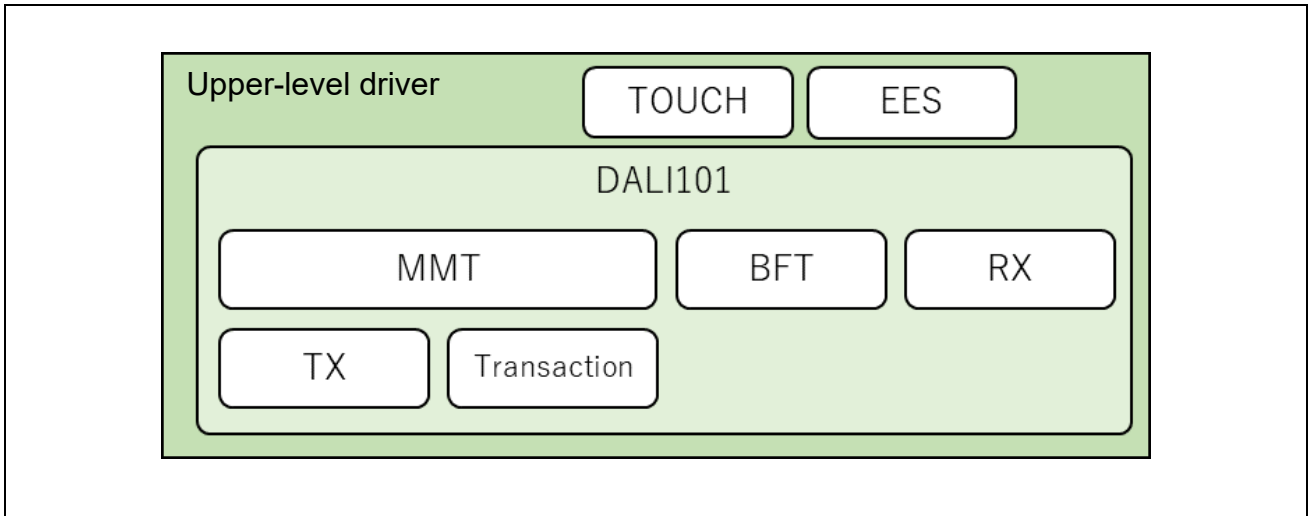 Upper-level driver
TOUCH
EES
DALI101
MMT
BFT
RX
TX
Transaction